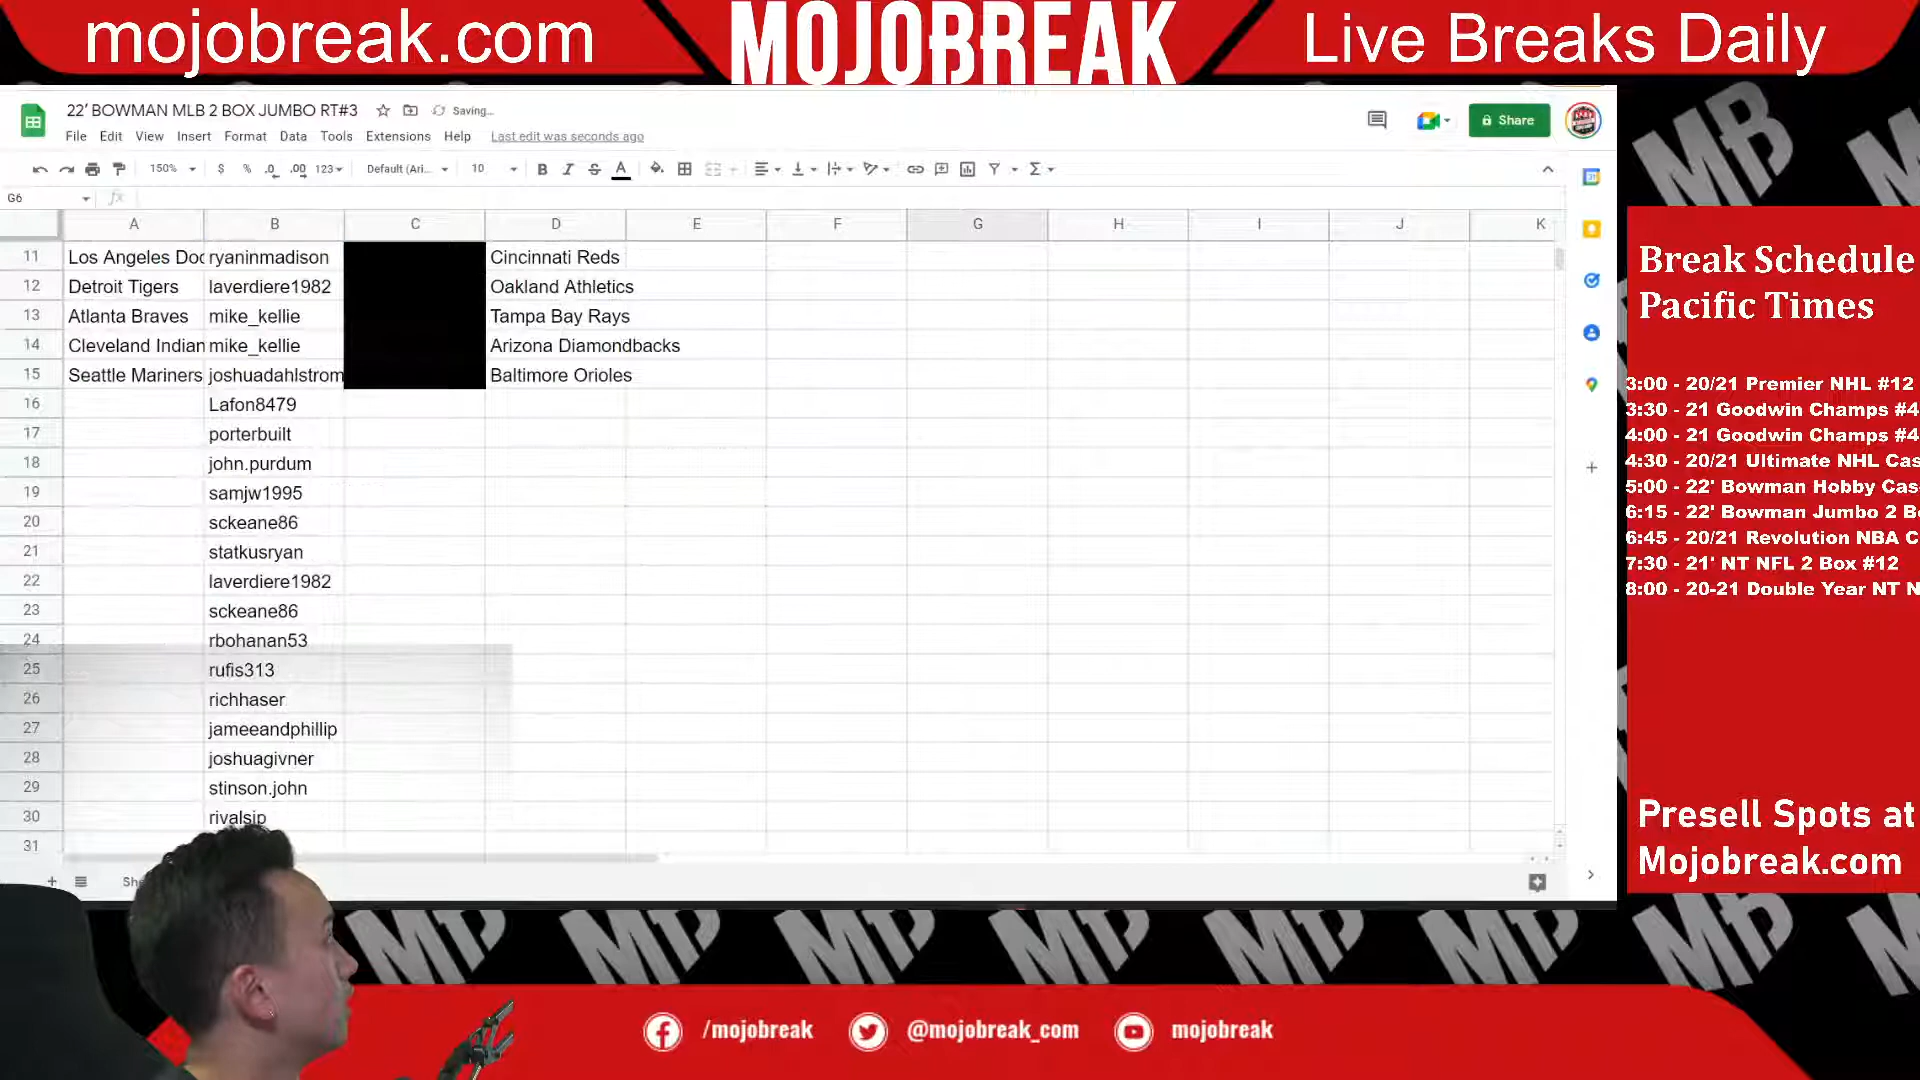 mojobreak.com
MOJOBREAK
Live Breaks Daily
22' BOWMAN MLB 2 BOX JUMBO RT#3
Saving...
Share
File Edit View Insert Format Data Tools Extensions Help Last edit was seconds ago
150% $ % .0 .00 123 Default (Ari... 10 B I S A
G6 fx
A B C D E F G H I J K
11 Los Angeles Doc ryaninmadison Cincinnati Reds
12 Detroit Tigers laverdiere1982 Oakland Athletics
13 Atlanta Braves mike_kellie Tampa Bay Rays
14 Cleveland Indian mike_kellie Arizona Diamondbacks
15 Seattle Mariners joshuadahlstrom Baltimore Orioles
16 Lafon8479
17 porterbuilt
18 john.purdum
19 samjw1995
20 sckeane86
21 statkusryan
22 laverdiere1982
23 sckeane86
24 rbohanan53
25 rufis313
26 richhaser
27 jameeandphillip
28 joshuagivner
29 stinson.john
30 rivalsip
31
She
Break Schedule
Pacific Times
3:00 - 20/21 Premier NHL #12
3:30 - 21 Goodwin Champs #4
4:00 - 21 Goodwin Champs #4
4:30 - 20/21 Ultimate NHL Cas
5:00 - 22' Bowman Hobby Cas
6:15 - 22' Bowman Jumbo 2 B
6:45 - 20/21 Revolution NBA C
7:30 - 21' NT NFL 2 Box #12
8:00 - 20-21 Double Year NT N
Presell Spots at
Mojobreak.com
/mojobreak
@mojobreak_com
mojobreak